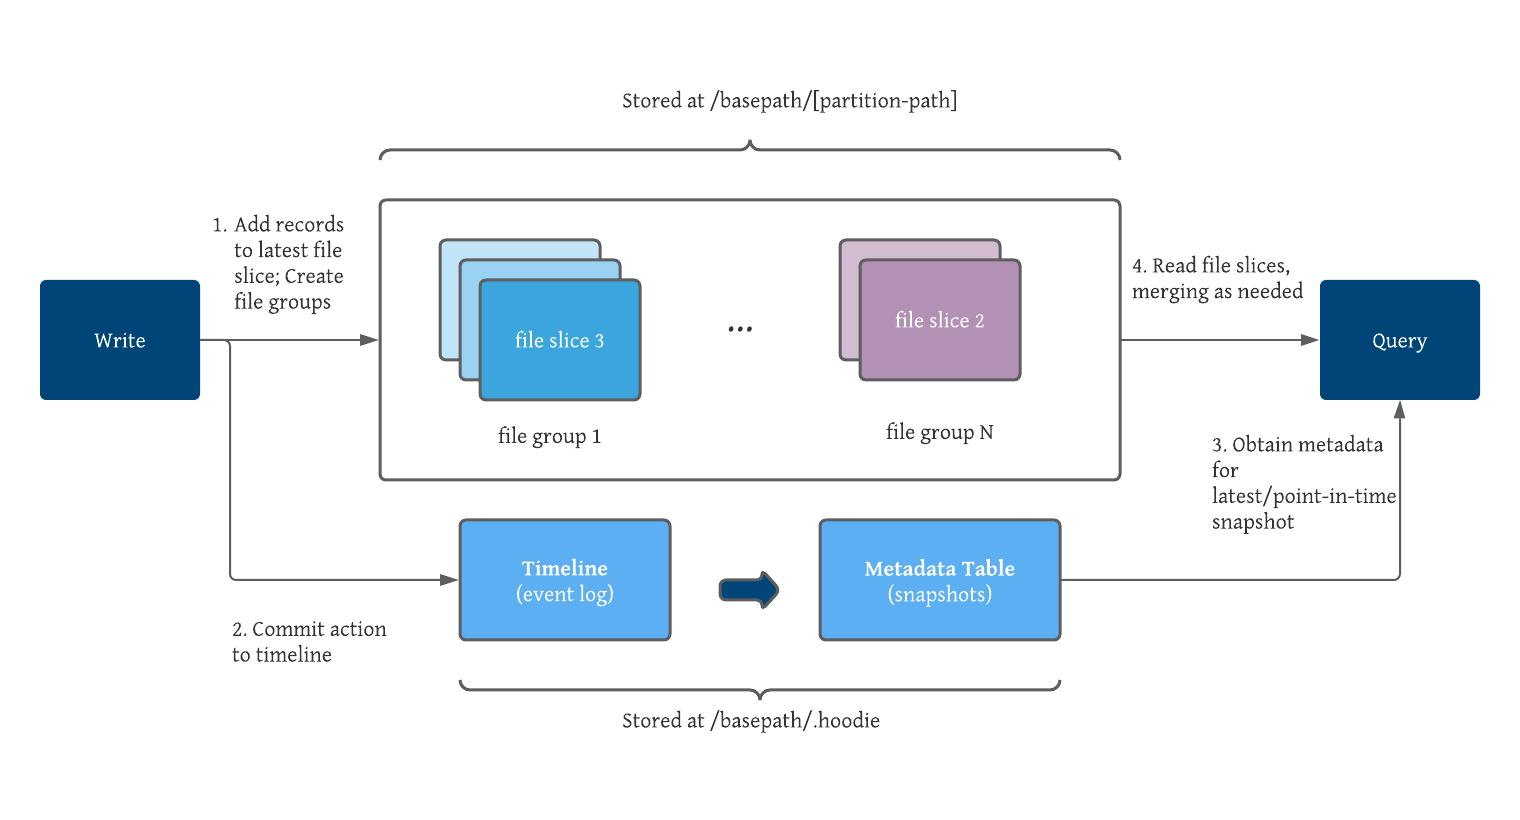 Stored at /basepath/[partition-path]
1. Add records
to latest file
slice; Create
file groups
4. Read file slices,
merging as needed
Write
file slice 3
...
file slice 2
Query
file group 1
file group N
3. Obtain metadata
for
latest/point-in-time
snapshot
Timeline
(event log)
Metadata Table
(snapshots)
2. Commit action
to timeline
Stored at /basepath/.hoodie